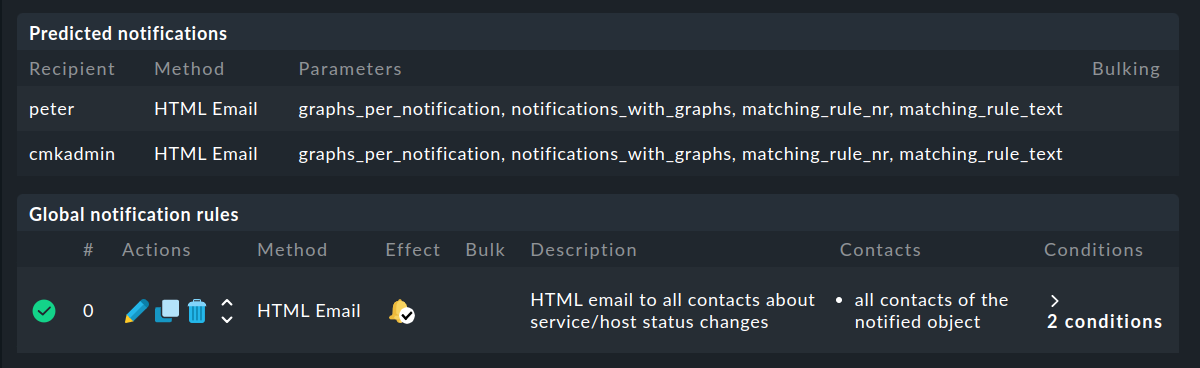 Predicted notifications
Recipient Method Parameters Bulking
peter HTML Email graphs_per_notification, notifications_with_graphs, matching_rule_nr, matching_rule_text
cmkadmin HTML Email graphs_per_notification, notifications_with_graphs, matching_rule_nr, matching_rule_text
Global notification rules
# Actions Method Effect Bulk Description Contacts Conditions
0 HTML Email HTML email to all contacts about • all contacts of the
service/host status changes notified object 2 conditions